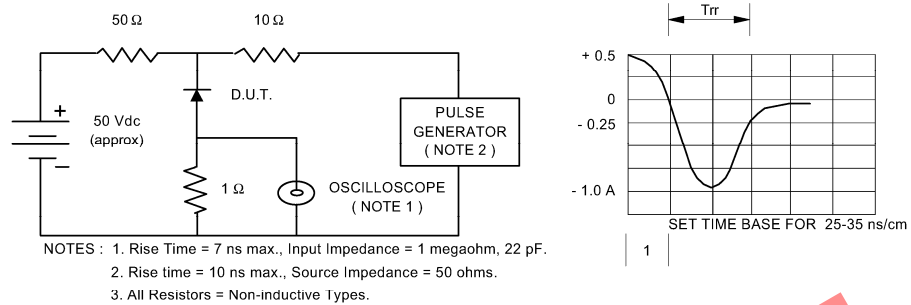 50 Ω
10 Ω
+
50 Vdc
(approx)
−
D.U.T.
1 Ω
OSCILLOSCOPE
( NOTE 1 )
PULSE
GENERATOR
( NOTE 2 )
Trr
+ 0.5
0
- 0.25
- 1.0 A
SET TIME BASE FOR 25-35 ns/cm
1
NOTES : 1. Rise Time = 7 ns max., Input Impedance = 1 megaohm, 22 pF.
2. Rise time = 10 ns max., Source Impedance = 50 ohms.
3. All Resistors = Non-inductive Types.